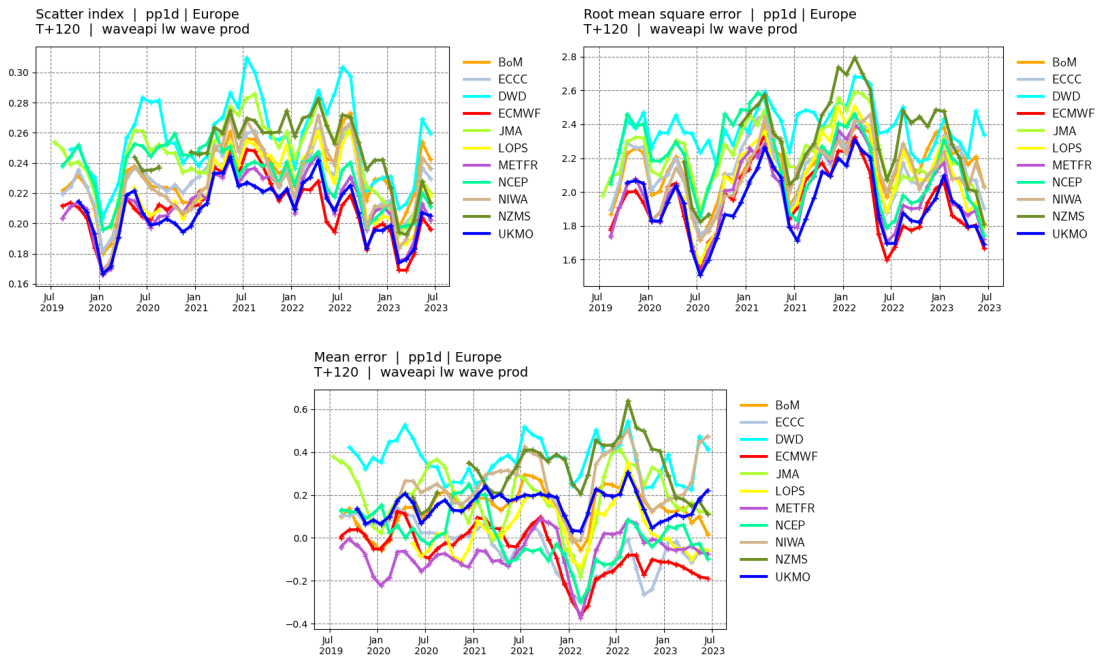 Scatter index | pp1d | Europe
T+120 | waveapi lw wave prod
0.30
0.28
0.26
0.24
0.22
0.20
0.18
0.16
Jul
2019
Jan
2020
Jul
2020
Jan
2021
Jul
2021
Jan
2022
Jul
2022
Jan
2023
Jul
2023
BoM
ECCC
DWD
ECMWF
JMA
LOPS
METFR
NCEP
NIWA
NZMS
UKMO
Root mean square error | pp1d | Europe
T+120 | waveapi lw wave prod
2.8
2.6
2.4
2.2
2.0
1.8
1.6
Jul
2019
Jan
2020
Jul
2020
Jan
2021
Jul
2021
Jan
2022
Jul
2022
Jan
2023
Jul
2023
BoM
ECCC
DWD
ECMWF
JMA
LOPS
METFR
NCEP
NIWA
NZMS
UKMO
Mean error | pp1d | Europe
T+120 | waveapi lw wave prod
0.6
0.4
0.2
0.0
−0.2
−0.4
Jul
2019
Jan
2020
Jul
2020
Jan
2021
Jul
2021
Jan
2022
Jul
2022
Jan
2023
Jul
2023
BoM
ECCC
DWD
ECMWF
JMA
LOPS
METFR
NCEP
NIWA
NZMS
UKMO